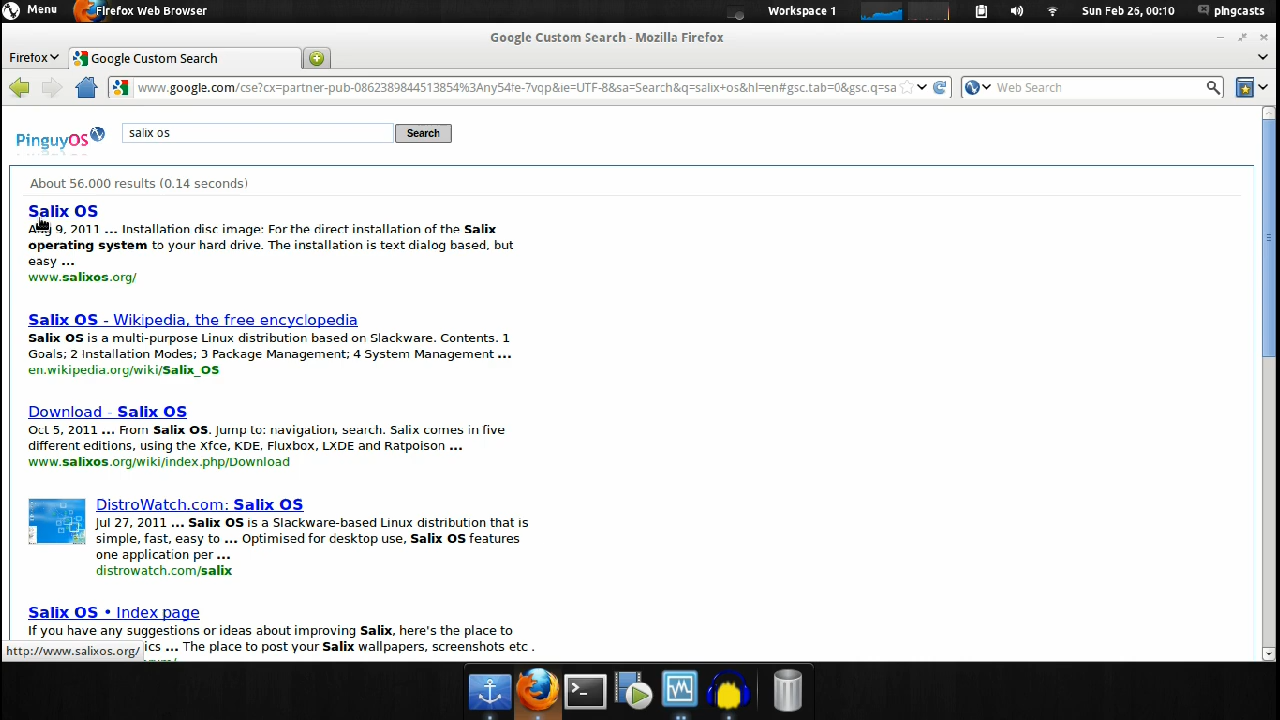 Menu Firefox Web Browser Workspace 1 Sun Feb 26, 00:10 pingcasts
Google Custom Search - Mozilla Firefox
Firefox Google Custom Search
www.google.com/cse?cx=partner-pub-0862389844513854%3Any54fe-7vqp&ie=UTF-8&sa=Search&q=salix+os&hl=en#gsc.tab=0&gsc.q=sa Web Search
PinguyOS salix os Search
About 56,000 results (0.14 seconds)
Salix OS
Aug 9, 2011 ... Installation disc image: For the direct installation of the Salix
operating system to your hard drive. The installation is text dialog based, but
easy ...
www.salixos.org/
Salix OS - Wikipedia, the free encyclopedia
Salix OS is a multi-purpose Linux distribution based on Slackware. Contents. 1
Goals; 2 Installation Modes; 3 Package Management; 4 System Management ...
en.wikipedia.org/wiki/Salix_OS
Download - Salix OS
Oct 5, 2011 ... From Salix OS. Jump to: navigation, search. Salix comes in five
different editions, using the Xfce, KDE, Fluxbox, LXDE and Ratpoison ...
www.salixos.org/wiki/index.php/Download
DistroWatch.com: Salix OS
Jul 27, 2011 ... Salix OS is a Slackware-based Linux distribution that is
simple, fast, easy to ... Optimised for desktop use, Salix OS features
one application per ...
distrowatch.com/salix
Salix OS • Index page
If you have any suggestions or ideas about improving Salix, here's the place to
ics ... The place to post your Salix wallpapers, screenshots etc .
http://www.salixos.org/